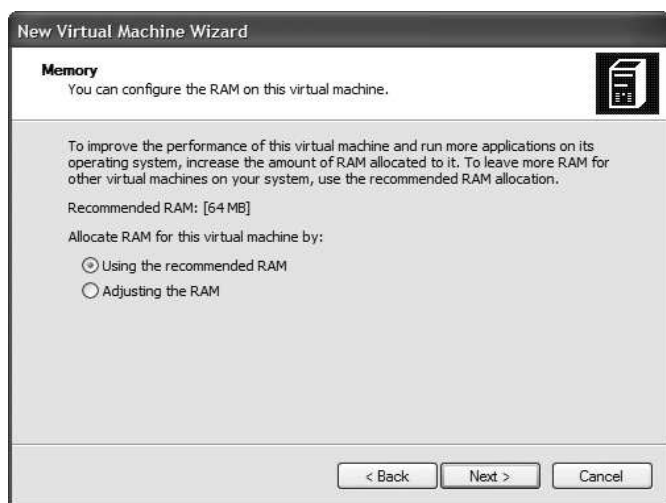 New Virtual Machine Wizard
Memory
You can configure the RAM on this virtual machine.
To improve the performance of this virtual machine and run more applications on its
operating system, increase the amount of RAM allocated to it. To leave more RAM for
other virtual machines on your system, use the recommended RAM allocation.
Recommended RAM: [64 MB]
Allocate RAM for this virtual machine by:
Using the recommended RAM
Adjusting the RAM
< Back Next > Cancel